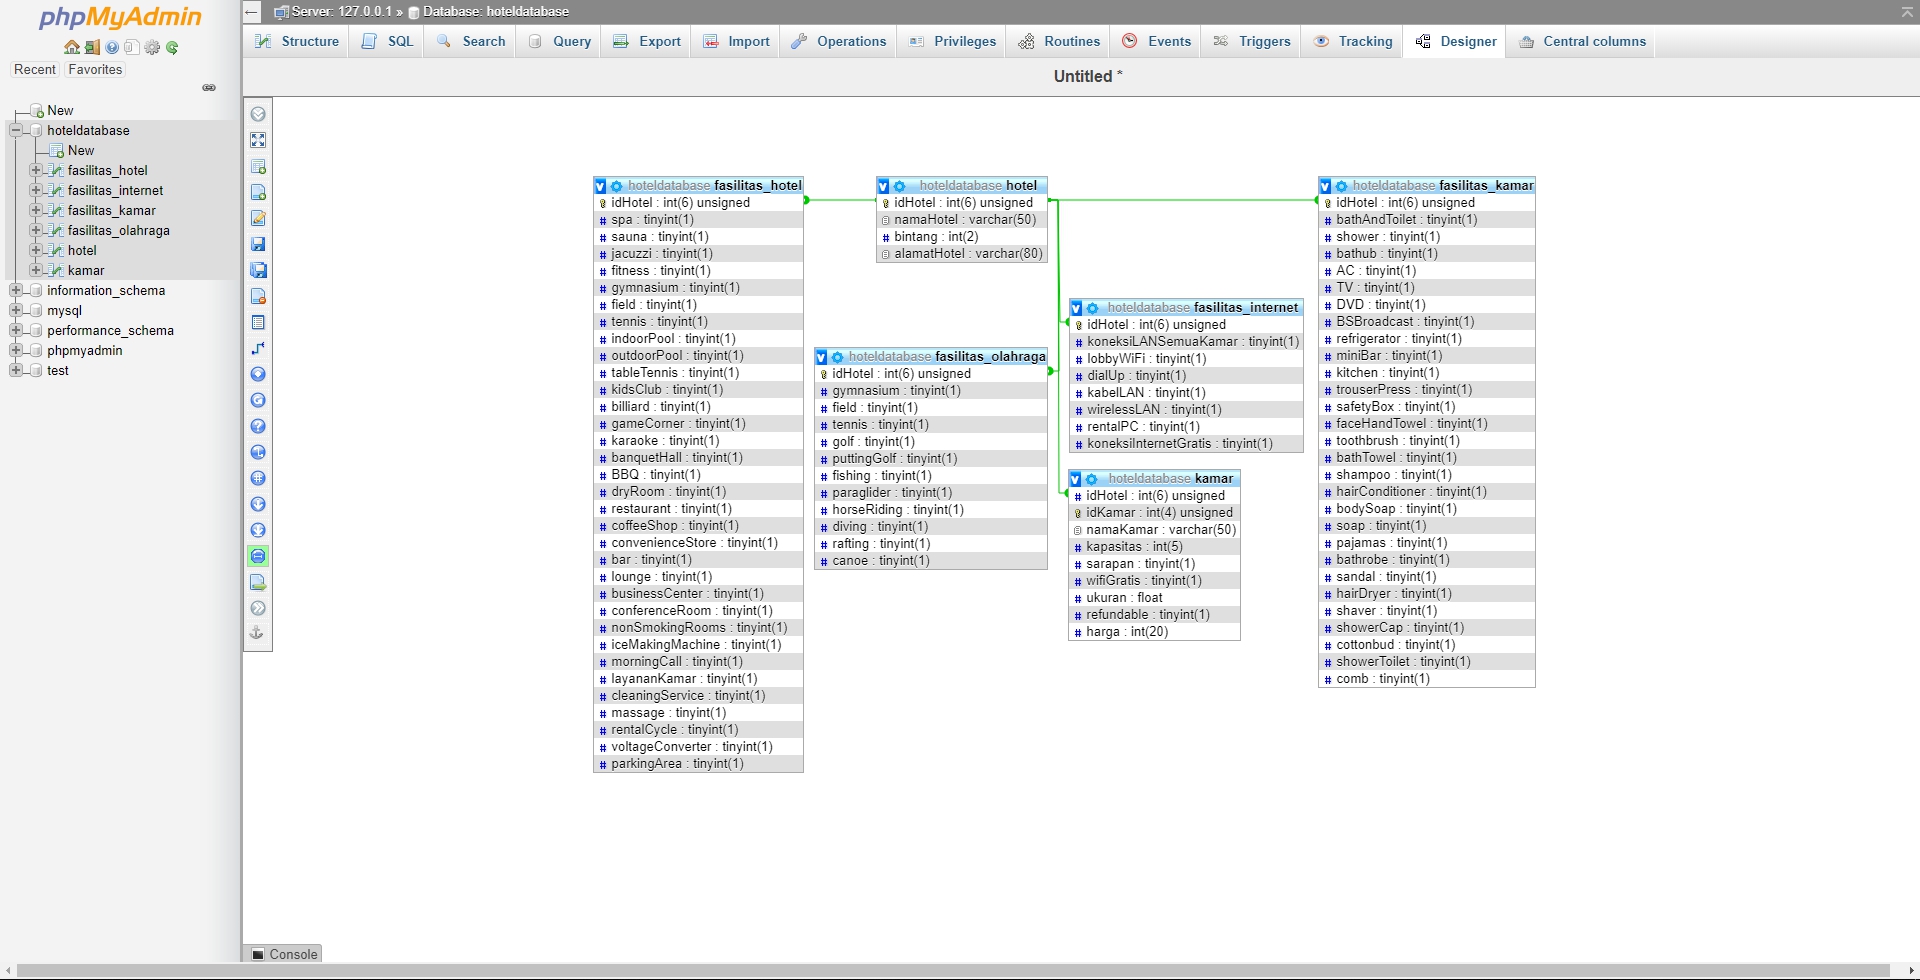 phpMyAdmin
Recent
Favorites
New
hoteldatabase
New
fasilitas_hotel
fasilitas_internet
fasilitas_kamar
fasilitas_olahraga
hotel
kamar
information_schema
mysql
performance_schema
phpmyadmin
test
Server: 127.0.0.1 » Database: hoteldatabase
Structure
SQL
Search
Query
Export
Import
Operations
Privileges
Routines
Events
Triggers
Tracking
Designer
Central columns
Untitled *
hoteldatabase fasilitas_hotel
idHotel : int(6) unsigned
spa : tinyint(1)
sauna : tinyint(1)
jacuzzi : tinyint(1)
fitness : tinyint(1)
gymnasium : tinyint(1)
field : tinyint(1)
tennis : tinyint(1)
indoorPool : tinyint(1)
outdoorPool : tinyint(1)
tableTennis : tinyint(1)
kidsClub : tinyint(1)
billiard : tinyint(1)
gameCorner : tinyint(1)
karaoke : tinyint(1)
banquetHall : tinyint(1)
BBQ : tinyint(1)
dryRoom : tinyint(1)
restaurant : tinyint(1)
coffeeShop : tinyint(1)
convenienceStore : tinyint(1)
bar : tinyint(1)
lounge : tinyint(1)
businessCenter : tinyint(1)
conferenceRoom : tinyint(1)
nonSmokingRooms : tinyint(1)
iceMakingMachine : tinyint(1)
morningCall : tinyint(1)
layananKamar : tinyint(1)
cleaningService : tinyint(1)
massage : tinyint(1)
rentalCycle : tinyint(1)
voltageConverter : tinyint(1)
parkingArea : tinyint(1)
hoteldatabase hotel
idHotel : int(6) unsigned
namaHotel : varchar(50)
bintang : int(2)
alamatHotel : varchar(80)
hoteldatabase fasilitas_olahraga
idHotel : int(6) unsigned
gymnasium : tinyint(1)
field : tinyint(1)
tennis : tinyint(1)
golf : tinyint(1)
puttingGolf : tinyint(1)
fishing : tinyint(1)
paraglider : tinyint(1)
horseRiding : tinyint(1)
diving : tinyint(1)
rafting : tinyint(1)
canoe : tinyint(1)
hoteldatabase fasilitas_internet
idHotel : int(6) unsigned
koneksiLANSemuaKamar : tinyint(1)
lobbyWiFi : tinyint(1)
dialUp : tinyint(1)
kabelLAN : tinyint(1)
wirelessLAN : tinyint(1)
rentalPC : tinyint(1)
koneksiInternetGratis : tinyint(1)
hoteldatabase kamar
idHotel : int(6) unsigned
idKamar : int(4) unsigned
namaKamar : varchar(50)
kapasitas : int(5)
sarapan : tinyint(1)
wifiGratis : tinyint(1)
ukuran : float
refundable : tinyint(1)
harga : int(20)
hoteldatabase fasilitas_kamar
idHotel : int(6) unsigned
bathAndToilet : tinyint(1)
shower : tinyint(1)
bathub : tinyint(1)
AC : tinyint(1)
TV : tinyint(1)
DVD : tinyint(1)
BSBroadcast : tinyint(1)
refrigerator : tinyint(1)
miniBar : tinyint(1)
kitchen : tinyint(1)
trouserPress : tinyint(1)
safetyBox : tinyint(1)
faceHandTowel : tinyint(1)
toothbrush : tinyint(1)
bathTowel : tinyint(1)
shampoo : tinyint(1)
hairConditioner : tinyint(1)
bodySoap : tinyint(1)
soap : tinyint(1)
pajamas : tinyint(1)
bathrobe : tinyint(1)
sandal : tinyint(1)
hairDryer : tinyint(1)
shaver : tinyint(1)
showerCap : tinyint(1)
cottonbud : tinyint(1)
showerToilet : tinyint(1)
comb : tinyint(1)
Console